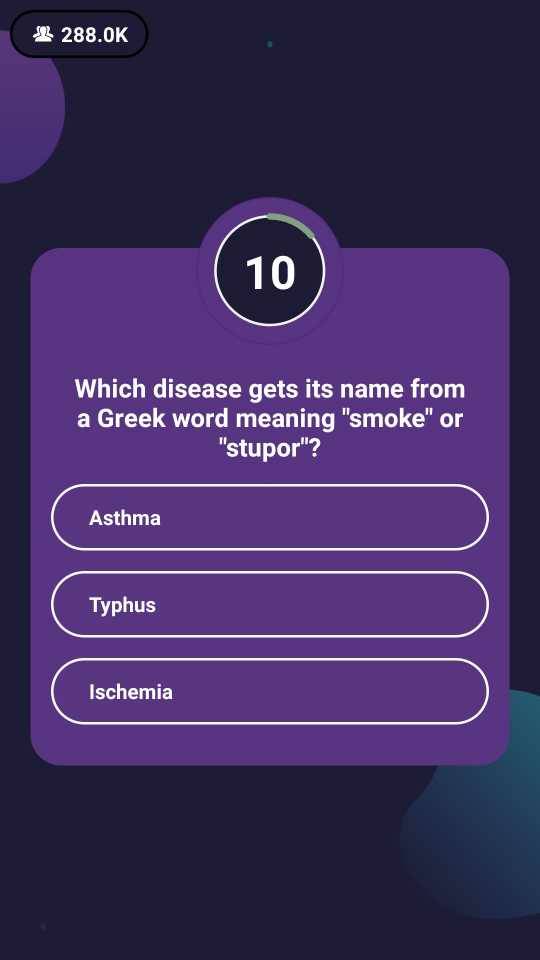 288.0K
10
Which disease gets its name from
a Greek word meaning "smoke" or
"stupor"?
Asthma
Typhus
Ischemia